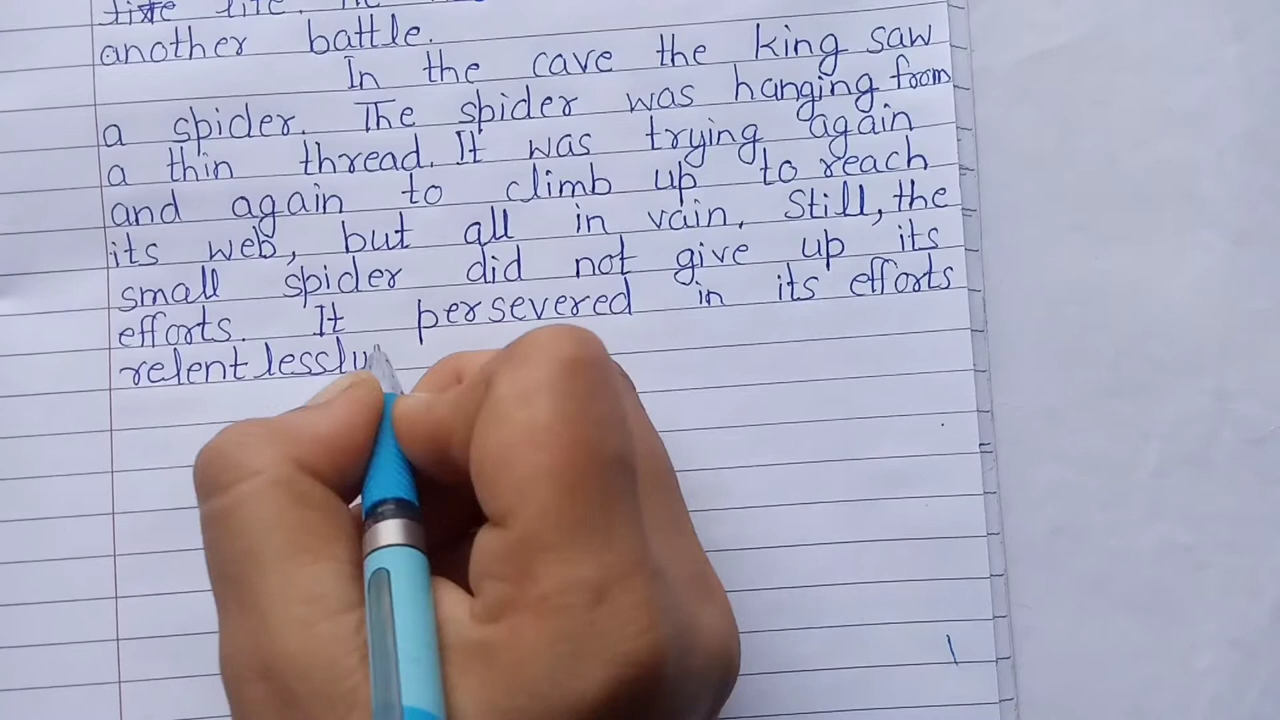 life. 
another battle.
In the cave the king saw
a spider. The spider was hanging from
a thin thread. It was trying again
and again to climb up to reach
its web, but all in vain. Still, the
small spider did not give up its
efforts. It persevered in its efforts
relentlessly